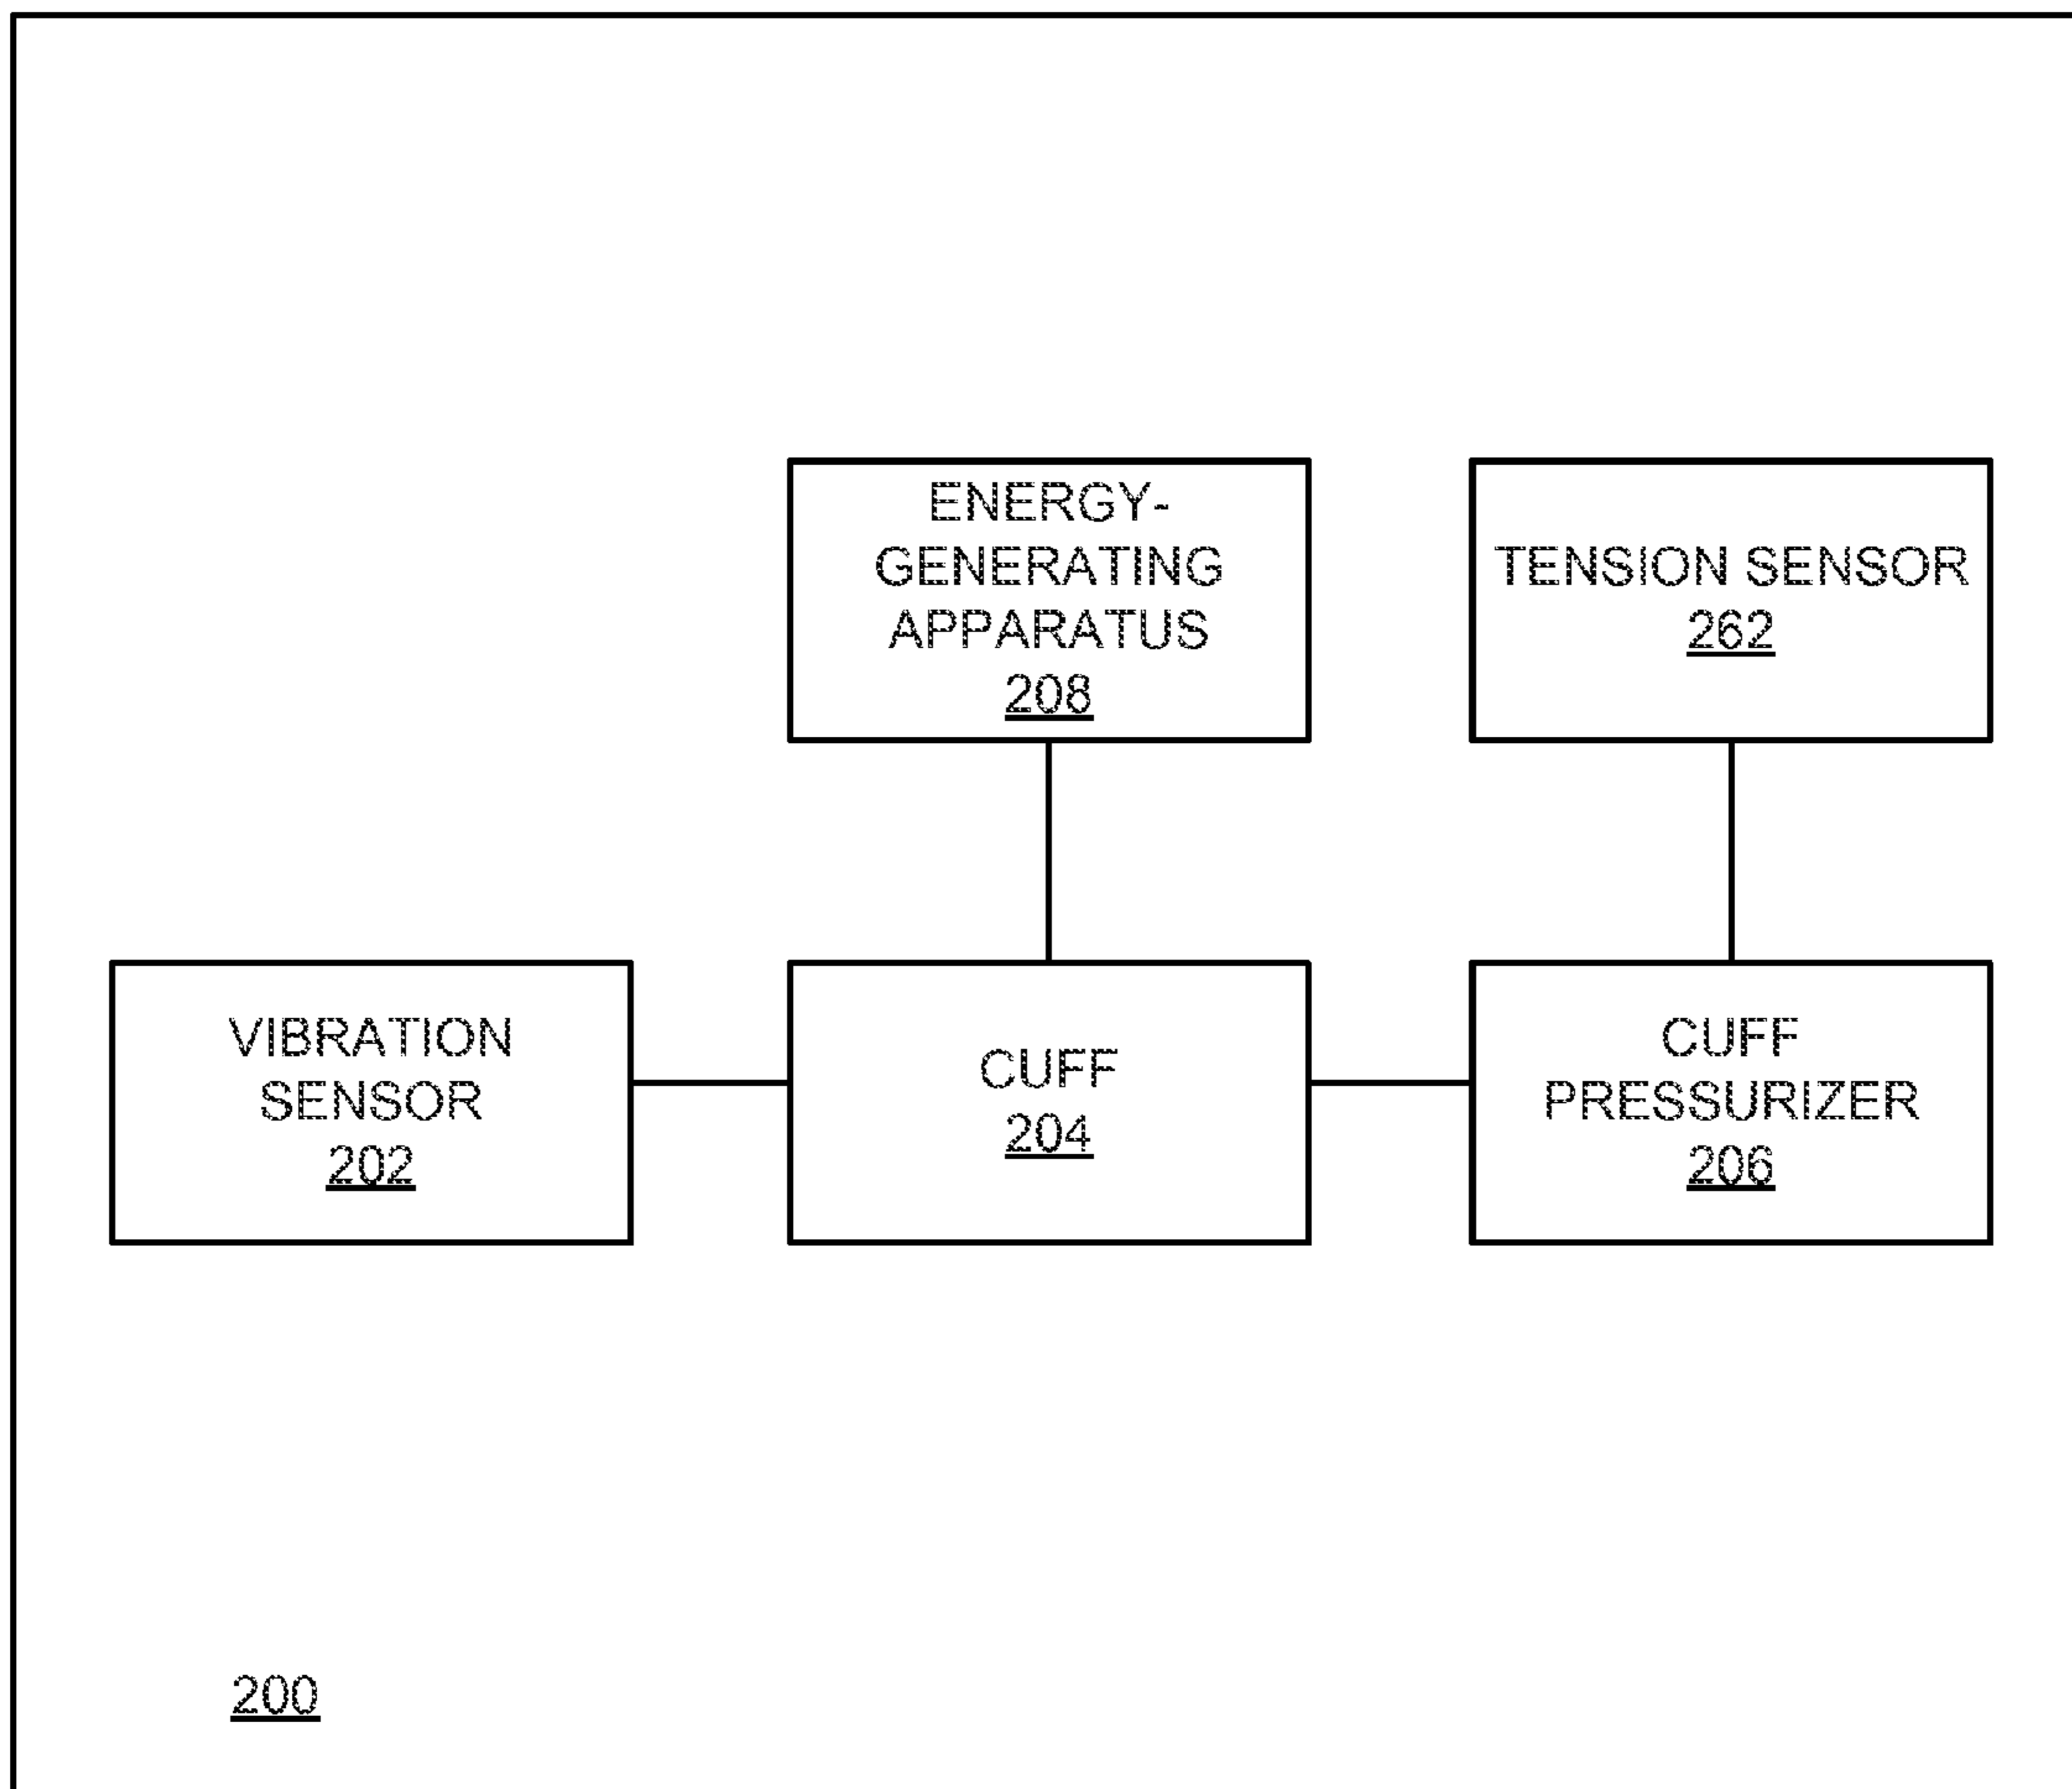 ENERGY-
GENERATING
APPARATUS
208
TENSION SENSOR
262
VIBRATION
SENSOR
202
CUFF
204
CUFF
PRESSURIZER
206
200